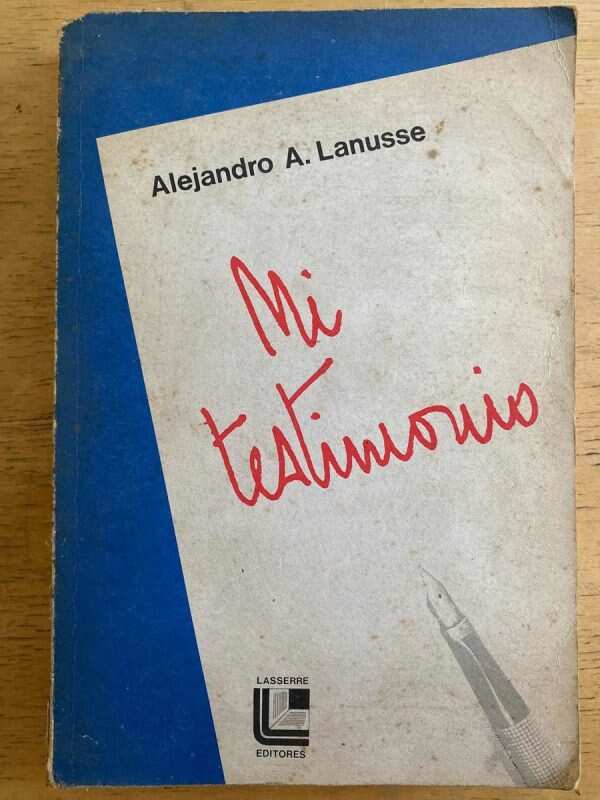 Alejandro A. Lanusse
Mi
testimonio
LASSERRE
EDITORES